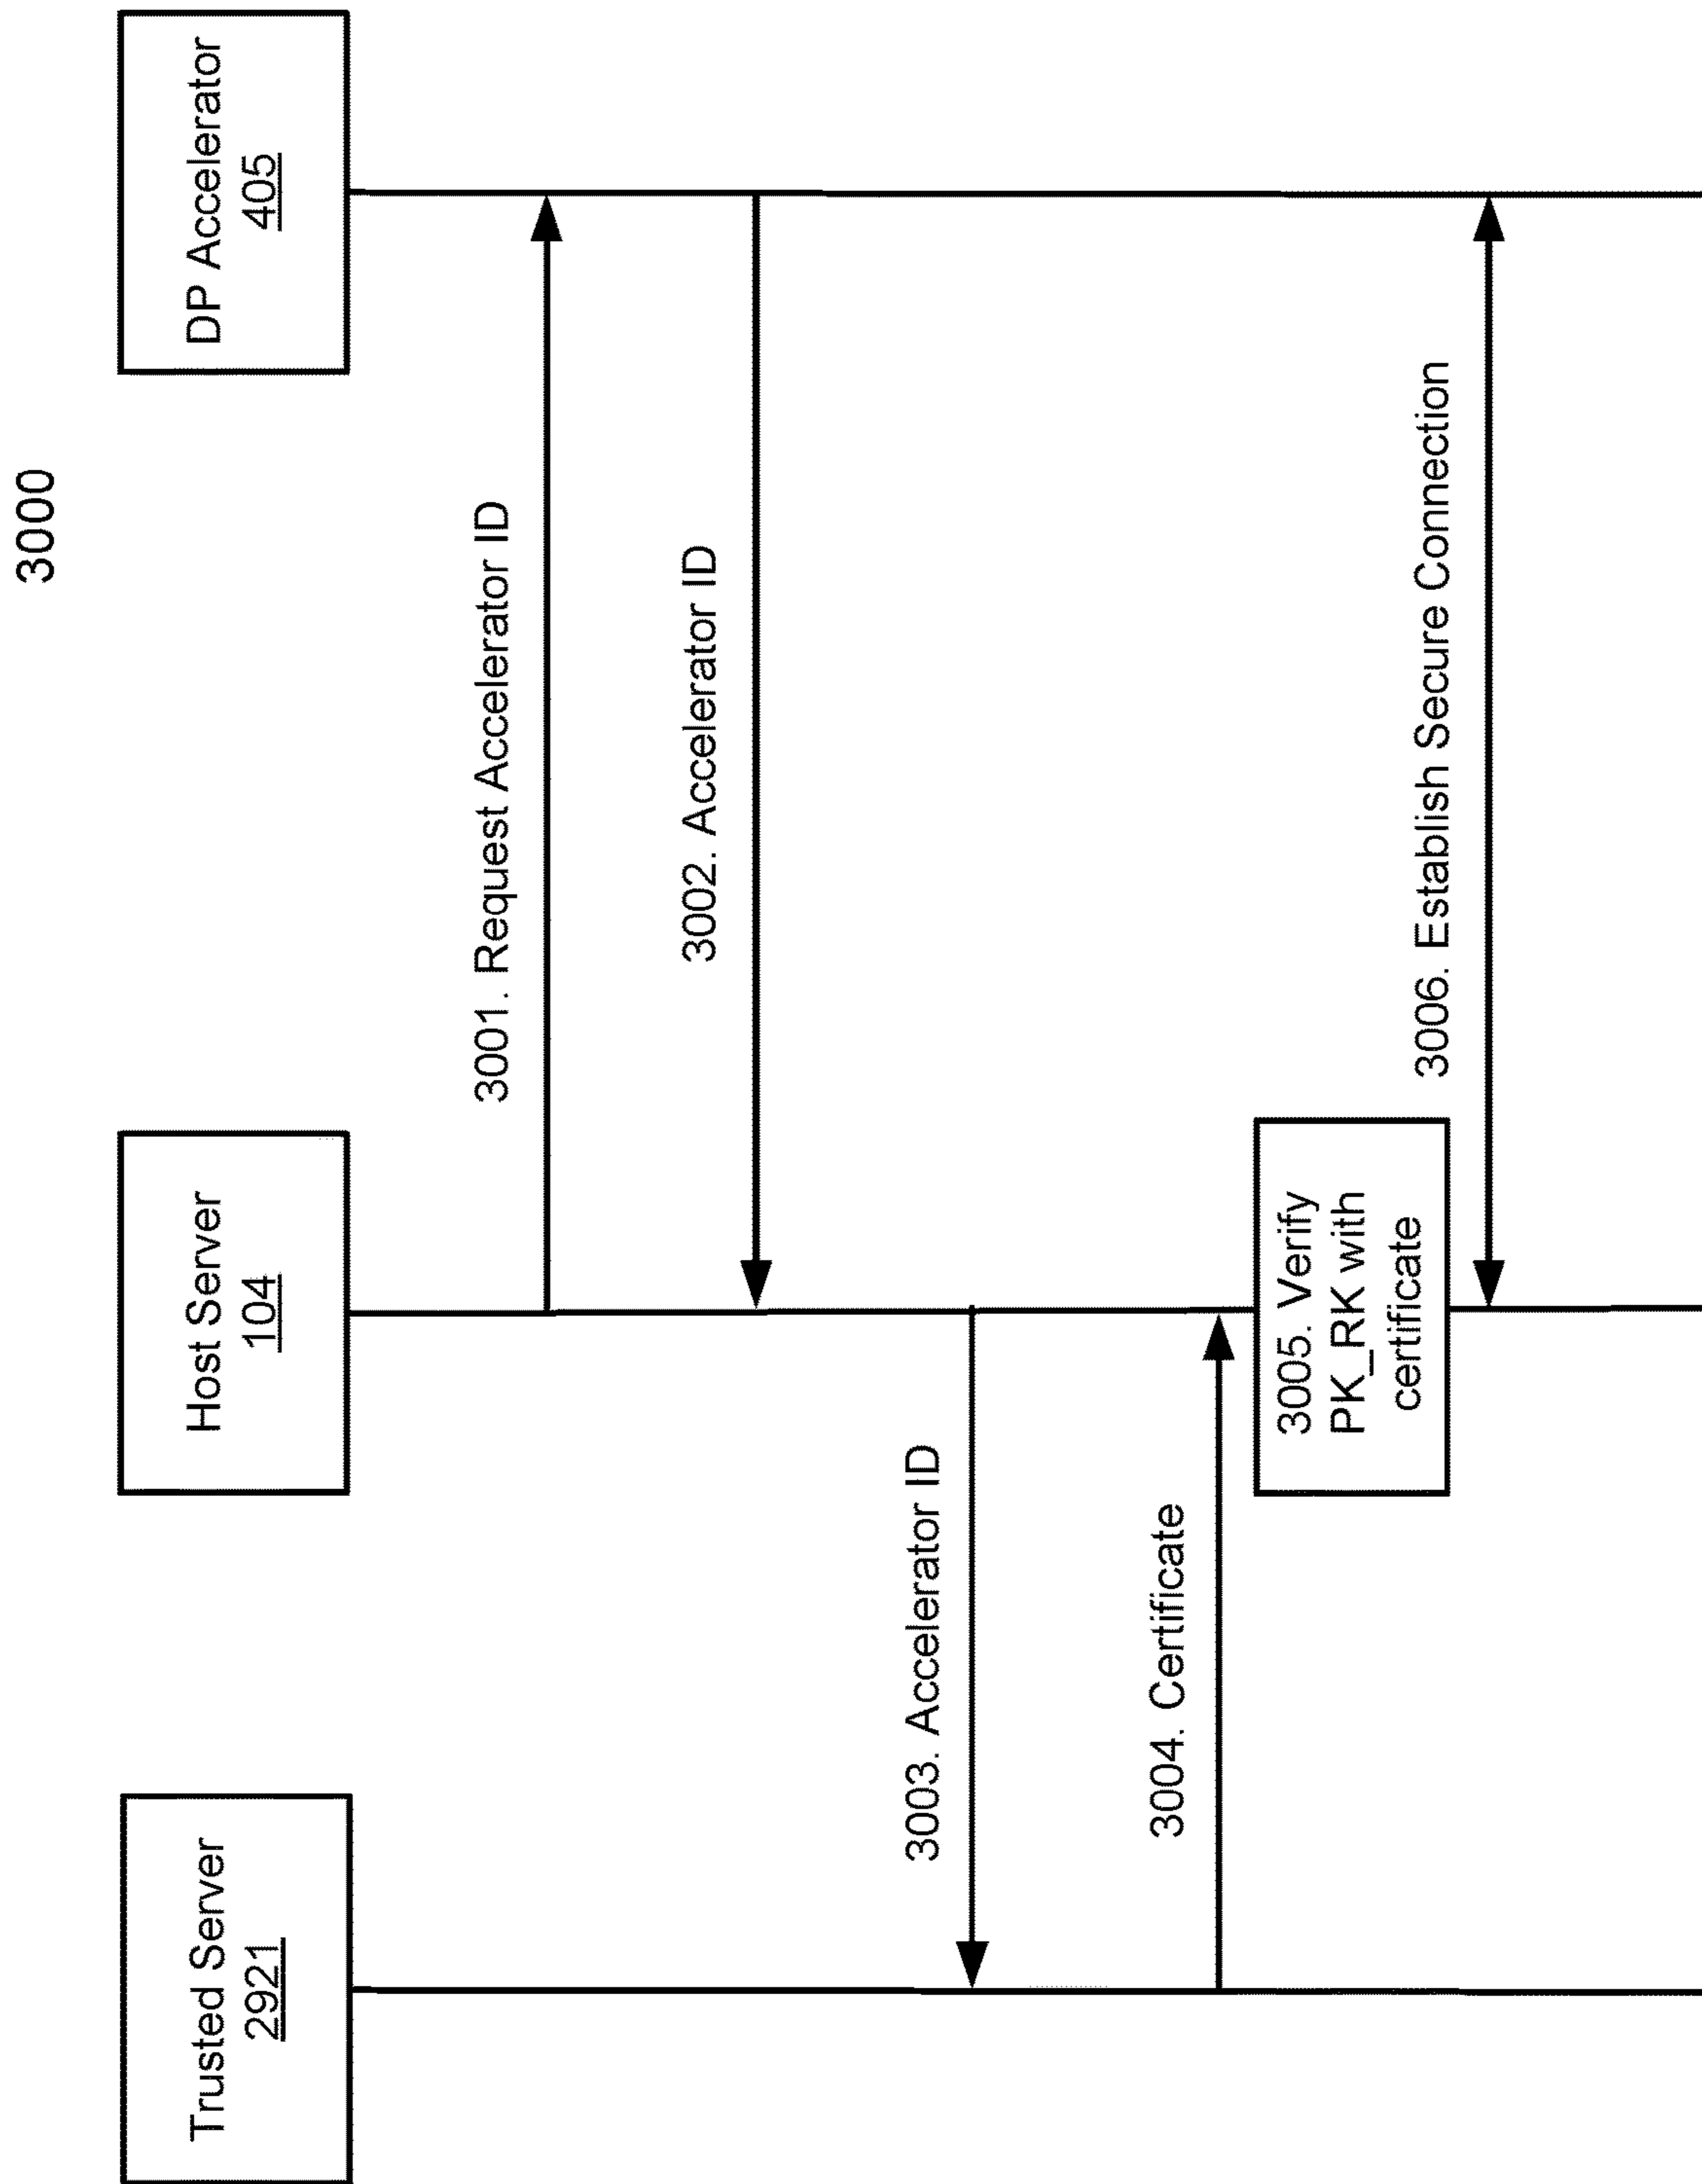 3000
Trusted Server
2921
Host Server
104
DP Accelerator
405
3001. Request Accelerator ID
3002. Accelerator ID
3003. Accelerator ID
3004. Certificate
3005. Verify
PK_RK with
certificate
3006. Establish Secure Connection